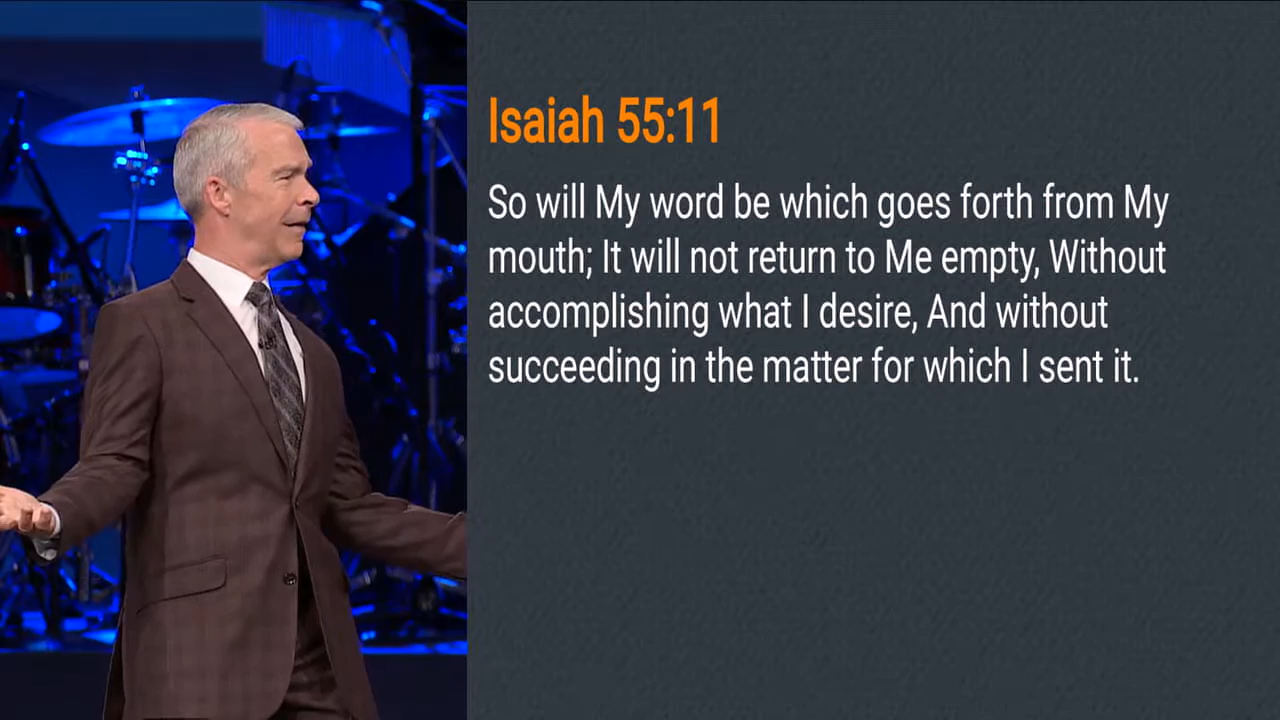 Isaiah 55:11
So will My word be which goes forth from My
mouth; It will not return to Me empty, Without
accomplishing what I desire, And without
succeeding in the matter for which I sent it.